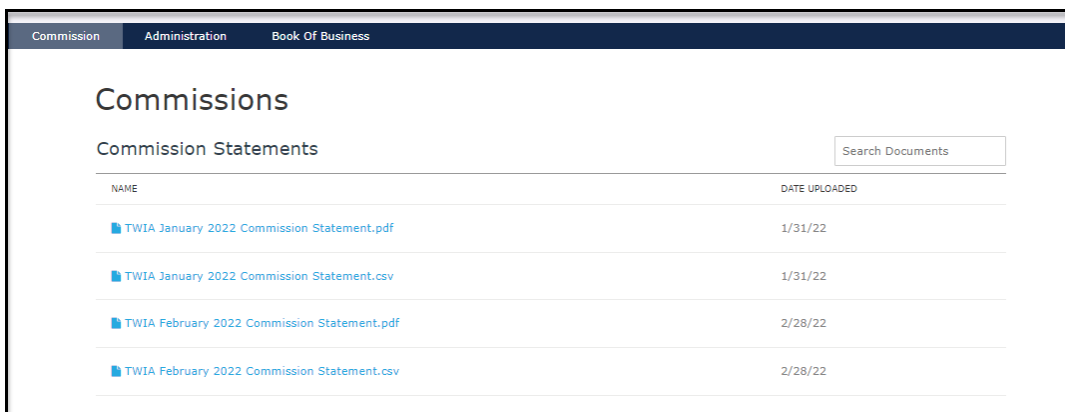 Commission Administration Book Of Business
Commissions
Commission Statements
Search Documents
NAME DATE UPLOADED
TWIA January 2022 Commission Statement.pdf 1/31/22
TWIA January 2022 Commission Statement.csv 1/31/22
TWIA February 2022 Commission Statement.pdf 2/28/22
TWIA February 2022 Commission Statement.csv 2/28/22